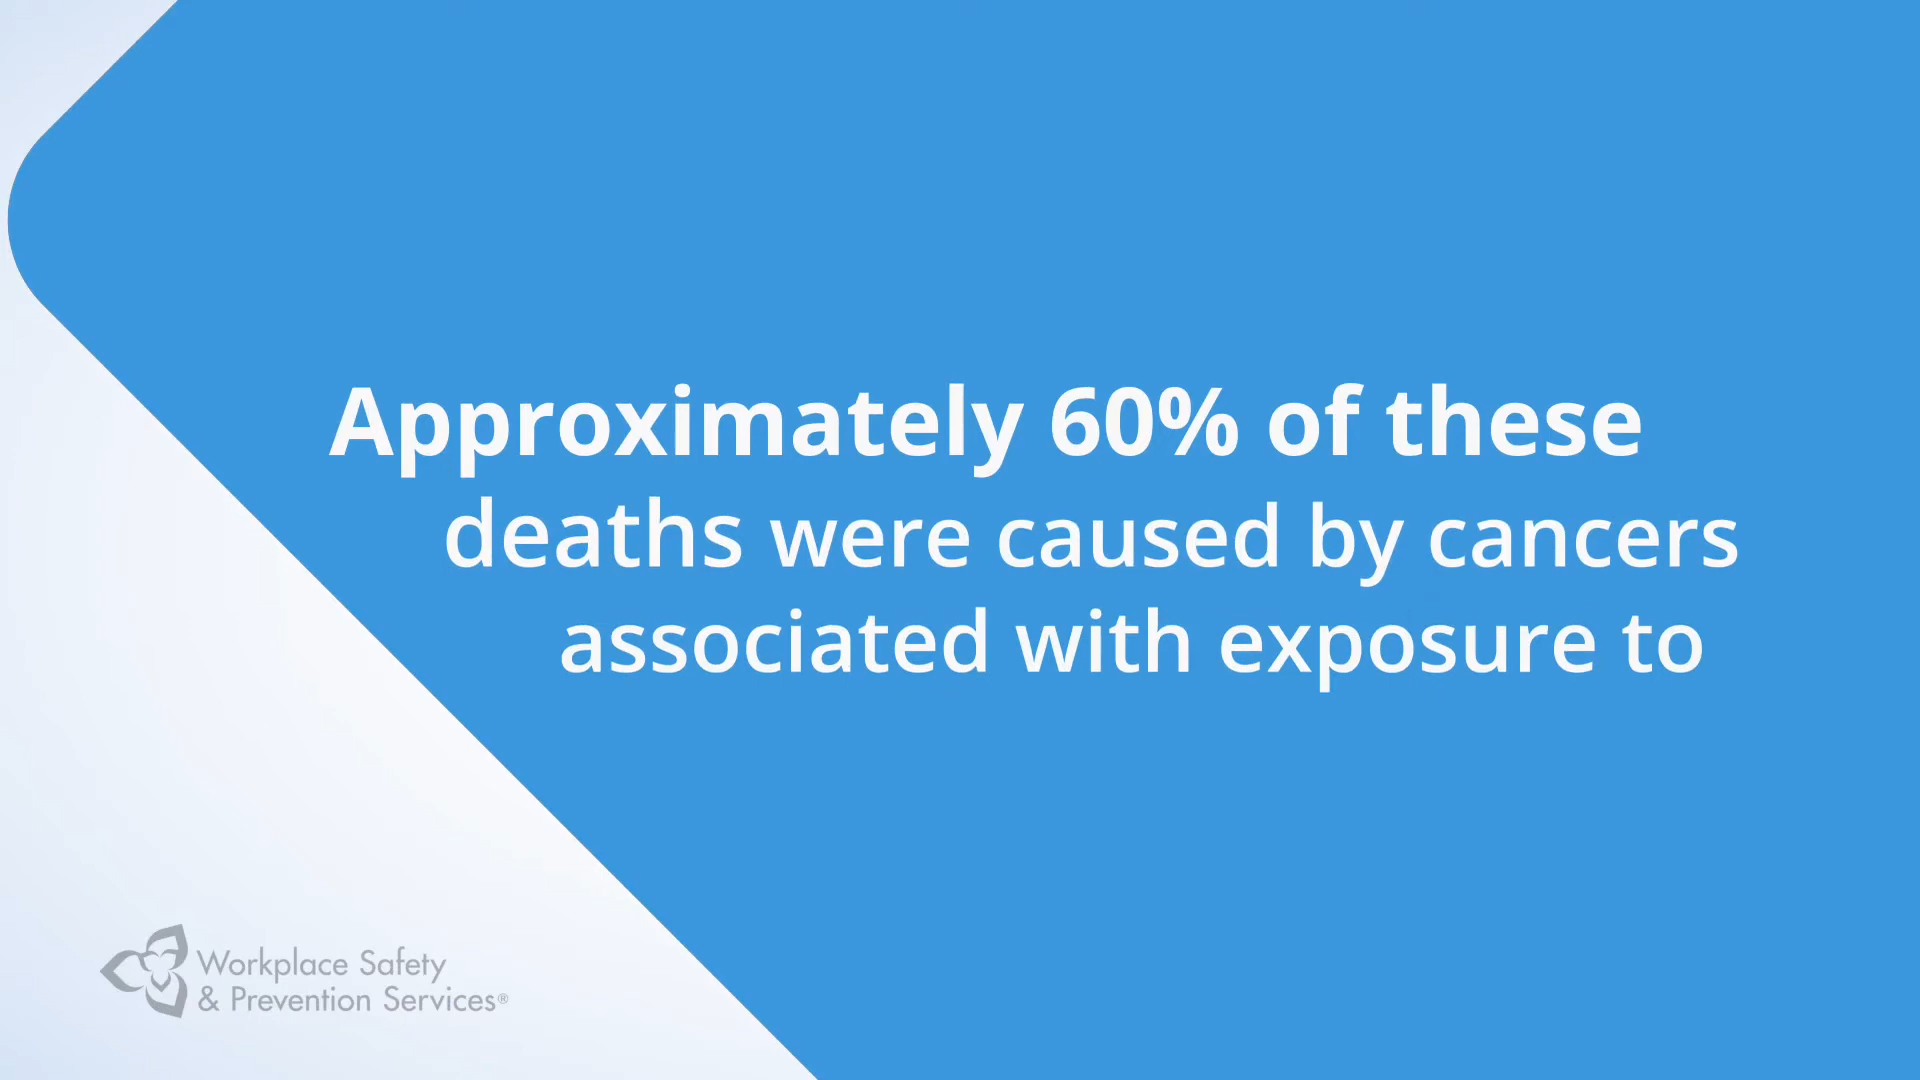 Approximately 60% of these
deaths were caused by cancers
associated with exposure to
Workplace Safety
& Prevention Services®